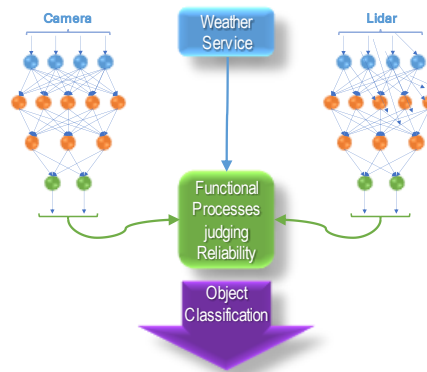 Camera
Weather
Service
Lidar
Functional
Processes
judging
Reliability
Object
Classification